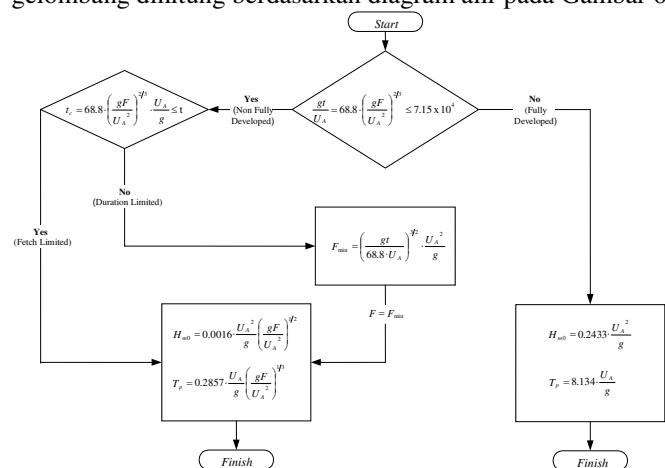 gelombang dihitung berdasarkan diagram alir pada Gambar 6
Start
gt/U_A = 68.8·(gF/U_A²)^(2/3) ≤ 7.15 x 10⁴
Yes
(Non Fully
Developed)
t_c = 68.8·(gF/U_A²)^(2/3)·U_A/g ≤ t
No
(Fully
Developed)
No
(Duration Limited)
Yes
(Fetch Limited)
F_min = (gt/68.8·U_A)^(3/2)·U_A²/g
F = F_min
H_m0 = 0.0016·U_A²/g (gF/U_A²)^(1/2)
T_p = 0.2857·U_A/g (gF/U_A²)^(1/3)
H_m0 = 0.2433·U_A²/g
T_p = 8.134·U_A/g
Finish
Finish